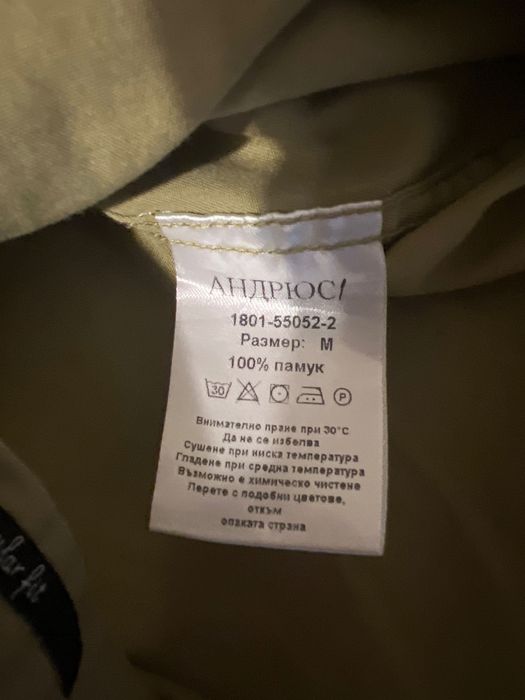 АНДРЮС/
1801-55052-2
Размер: М
100% памук
30
P
Внимателно пране при 30°C
Да не се избелва
Сушене при ниска температура
Гладене при средна температура
Възможно е химическо чистене
Перете с подобни цветове,
откъм
опаката страна
fit